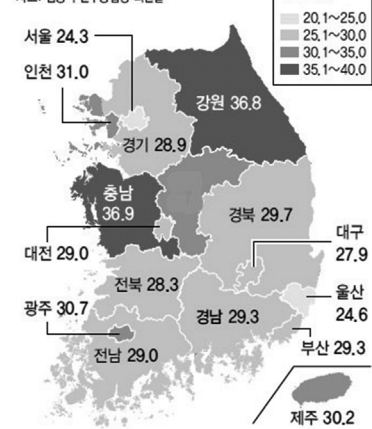 20.1~25.0
25.1~30.0
30.1~35.0
35.1~40.0
서울 24.3
인천 31.0
강원 36.8
경기 28.9
충남
36.9
경북 29.7
대구
27.9
대전 29.0
전북 28.3
울산
24.6
광주 30.7
경남 29.3
부산 29.3
전남 29.0
제주 30.2